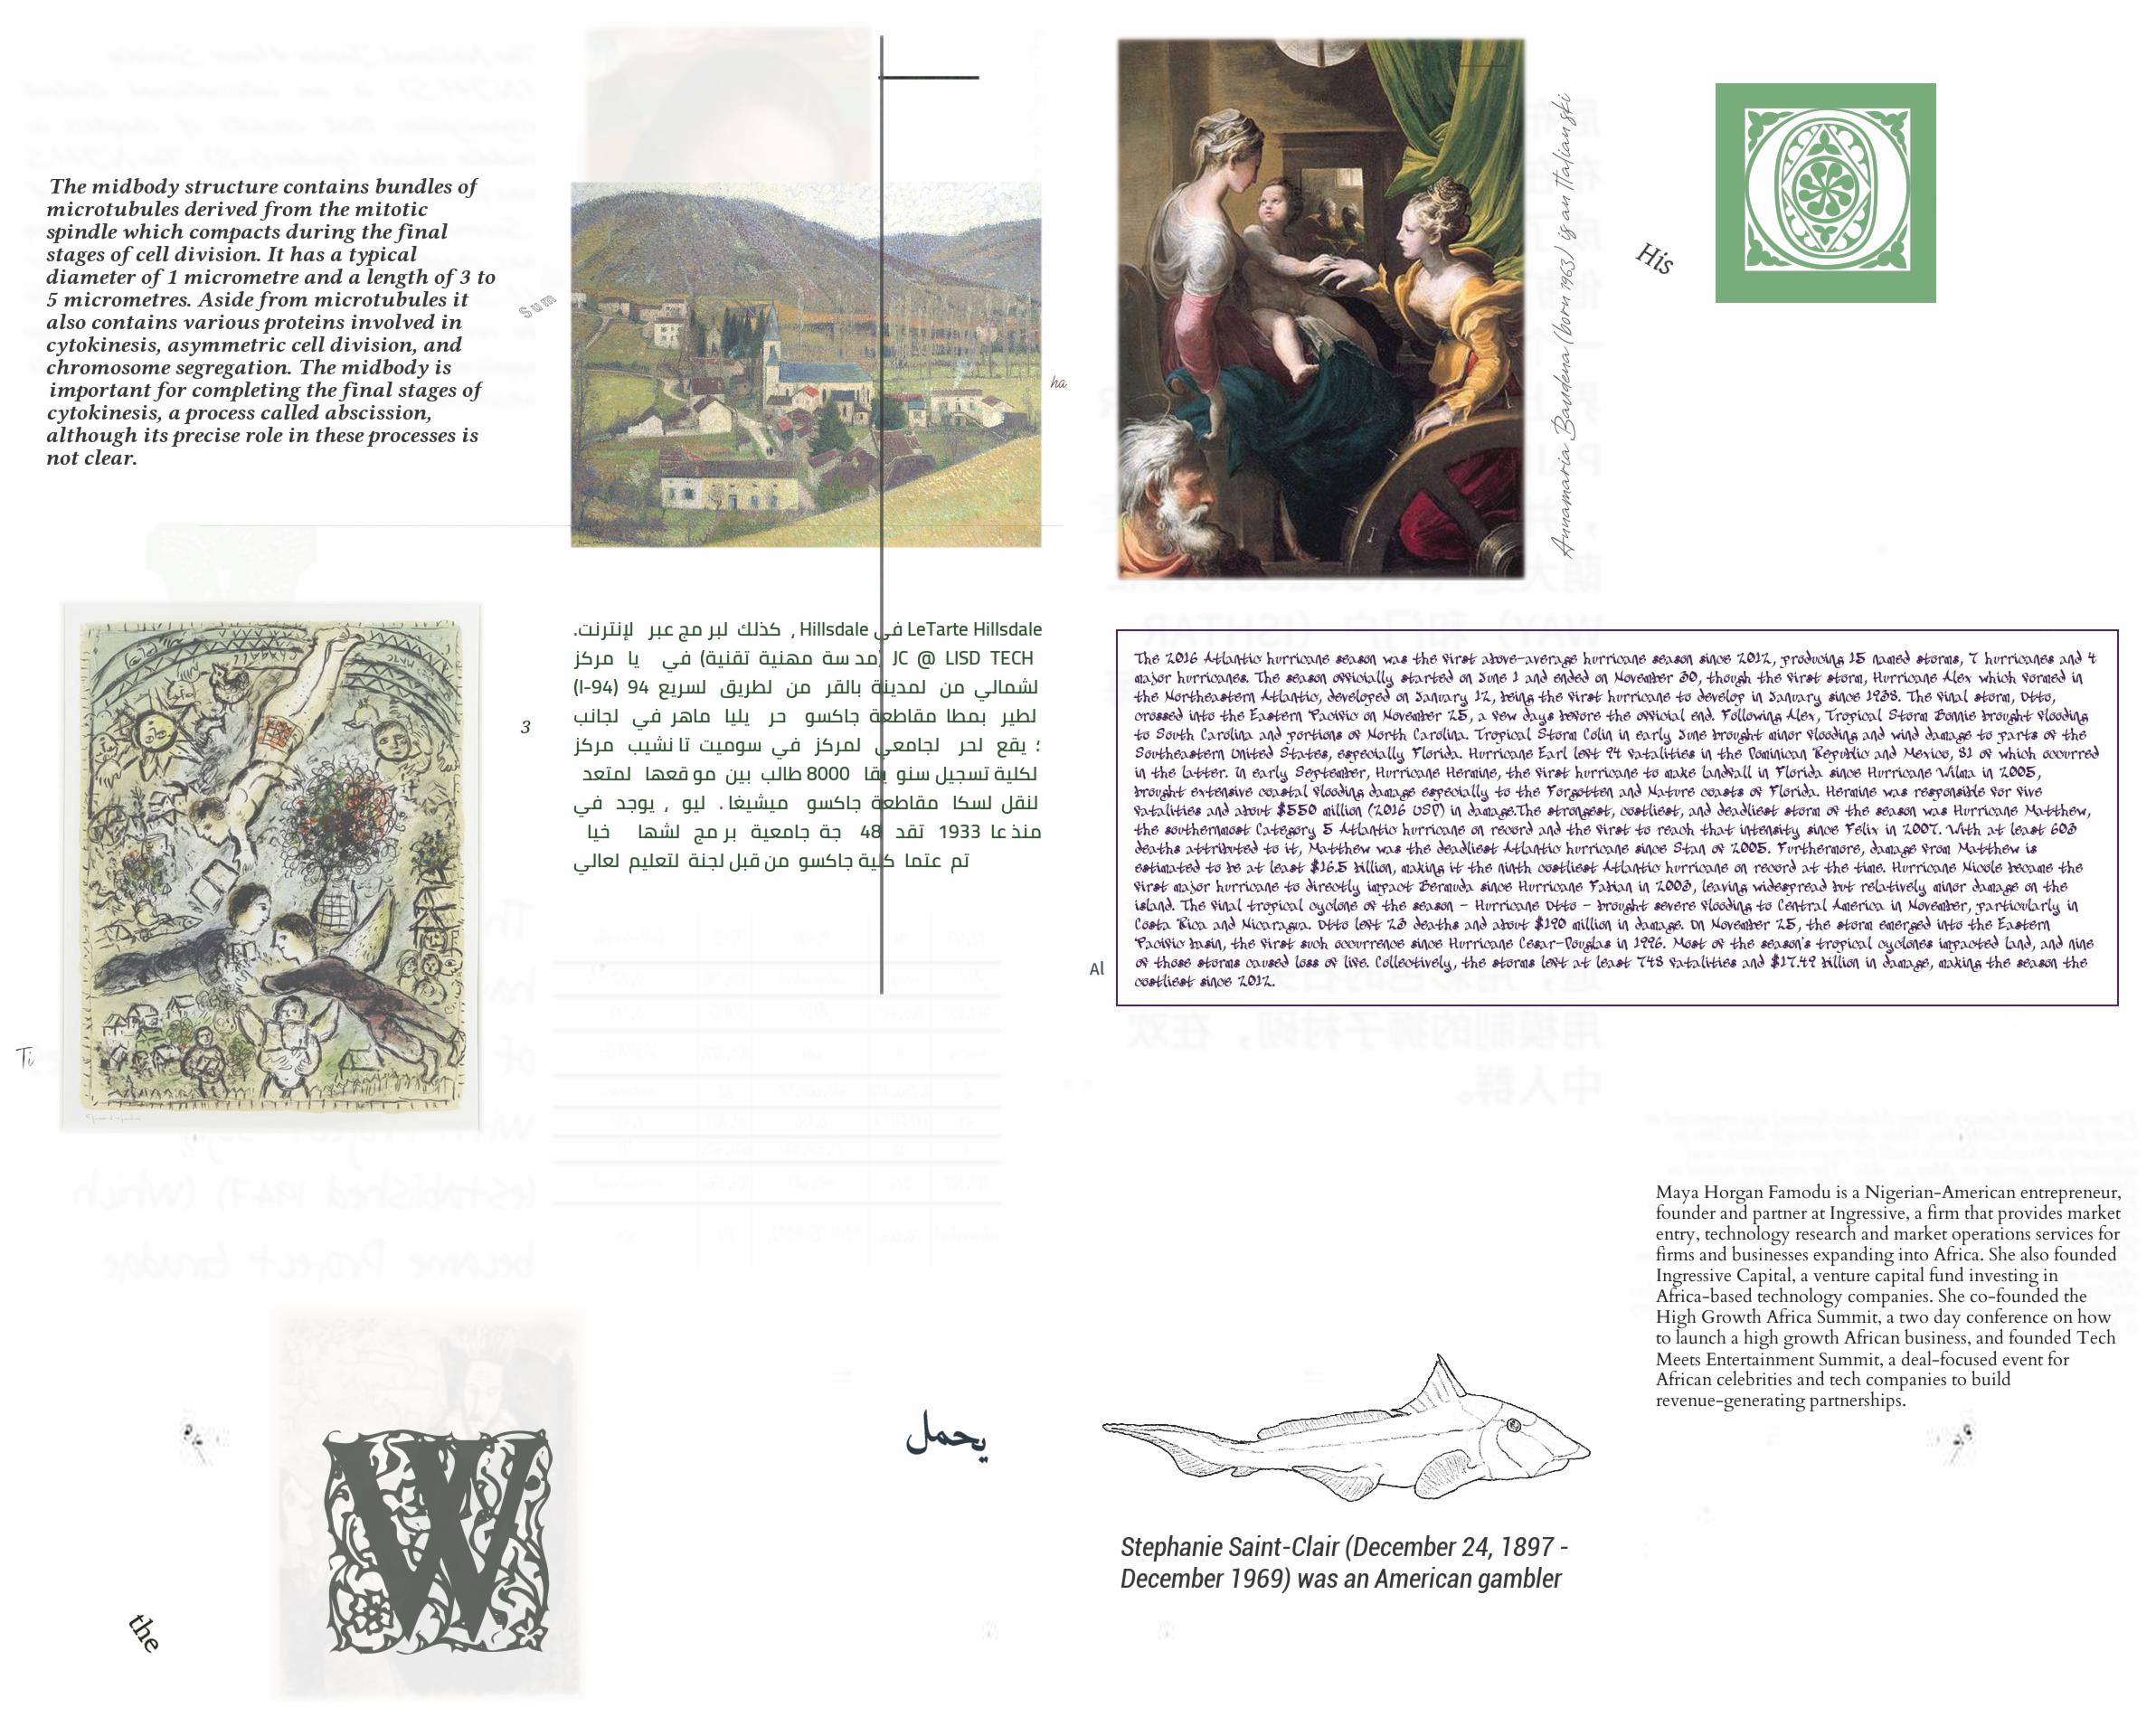 The midbody structure contains bundles of
microtubules derived from the mitotic
spindle which compacts during the final
stages of cell division. It has a typical
diameter of 1 micrometre and a length of 3 to
5 micrometres. Aside from microtubules it
also contains various proteins involved in
cytokinesis, asymmetric cell division, and
chromosome segregation. The midbody is
important for completing the final stages of
cytokinesis, a process called abscission,
although its precise role in these processes is
not clear.
Sum
ha
Annamaria Baudena (born 1963) is an Italian ski
His
O
3
LeTarte Hillsdale في Hillsdale , كذلك لبر مج عبر لإنترنت.
JC @ LISD TECH (مد سة مهنية تقنية) في يا مركز
لشمالي من لمدينة بالقر من لطريق لسريع 94 (I-94)
لطير بمطا مقاطعة جاكسو حر يليا ماهر في لجانب
؛ يقع لحر لجامعي لمركز في سوميت تا نشيب مركز
لكلية تسجيل سنو يقا 8000 طالب بين مو قعها لمتعد
لنقل لسكا مقاطعة جاكسو ميشيغا. ليو , يوجد في
منذ عا 1933 تقد 48 جة جامعية بر مج لشها خيا
تم عتما كلية جاكسو من قبل لجنة لتعليم لعالي
The 2016 Atlantic hurricane season was the first above-average hurricane season since 2012, producing 15 named storms, 7 hurricanes and 4
major hurricanes. The season officially started on June 1 and ended on November 30, though the first storm, Hurricane Alex which formed in
the Northeastern Atlantic, developed on January 12, being the first hurricane to develop in January since 1938. The final storm, Otto,
crossed into the Eastern Pacific on November 25, a few days before the official end. Following Alex, Tropical Storm Bonnie brought flooding
to South Carolina and portions of North Carolina. Tropical Storm Colin in early June brought minor flooding and wind damage to parts of the
Southeastern United States, especially Florida. Hurricane Earl left 94 fatalities in the Dominican Republic and Mexico, 81 of which occurred
in the latter. In early September, Hurricane Hermine, the first hurricane to make landfall in Florida since Hurricane Wilma in 2005,
brought extensive coastal flooding damage especially to the Forgotten and Nature coasts of Florida. Hermine was responsible for five
fatalities and about $550 million (2016 USD) in damage.The strongest, costliest, and deadliest storm of the season was Hurricane Matthew,
the southernmost Category 5 Atlantic hurricane on record and the first to reach that intensity since Felix in 2007. With at least 603
deaths attributed to it, Matthew was the deadliest Atlantic hurricane since Stan of 2005. Furthermore, damage from Matthew is
estimated to be at least $16.5 billion, making it the ninth costliest Atlantic hurricane on record at the time. Hurricane Nicole became the
first major hurricane to directly impact Bermuda since Hurricane Fabian in 2003, leaving widespread but relatively minor damage on the
island. The final tropical cyclone of the season – Hurricane Otto – brought severe flooding to Central America in November, particularly in
Costa Rica and Nicaragua. Otto left 23 deaths and about $190 million in damage. On November 25, the storm emerged into the Eastern
Pacific basin, the first such occurrence since Hurricane Cesar–Douglas in 1996. Most of the season's tropical cyclones impacted land, and nine
of those storms caused loss of life. Collectively, the storms left at least 748 fatalities and $17.49 billion in damage, making the season the
costliest since 2012.
Al
Ti
Maya Horgan Famodu is a Nigerian-American entrepreneur,
founder and partner at Ingressive, a firm that provides market
entry, technology research and market operations services for
firms and businesses expanding into Africa. She also founded
Ingressive Capital, a venture capital fund investing in
Africa-based technology companies. She co-founded the
High Growth Africa Summit, a two day conference on how
to launch a high growth African business, and founded Tech
Meets Entertainment Summit, a deal-focused event for
African celebrities and tech companies to build
revenue-generating partnerships.
يحمل
W
the
Stephanie Saint-Clair (December 24, 1897 -
December 1969) was an American gambler